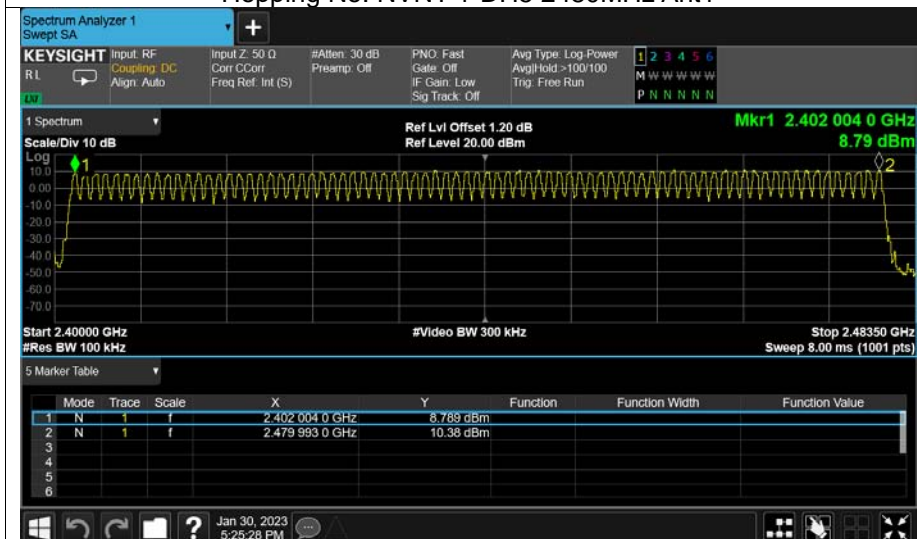 Hopping No. NVNT 1-DH5 2480MHz Ant1
Spectrum Analyzer 1
Swept SA
+
KEYSIGHT Input: RF Input Z: 50 Ω #Atten: 30 dB PNO: Fast Avg Type: Log-Power 1 2 3 4 5 6
RL Coupling: DC Corr CCorr Preamp: Off Gate: Off Avg|Hold:>100/100 M W W W W W
Align: Auto Freq Ref: Int (S) IF Gain: Low Trig: Free Run P N N N N N
LXI Sig Track: Off
1 Spectrum Ref Lvl Offset 1.20 dB Mkr1 2.402 004 0 GHz
Scale/Div 10 dB Ref Level 20.00 dBm 8.79 dBm
Log 1 2
10.0
0.00
-10.0
-20.0
-30.0
-40.0
-50.0
-60.0
-70.0
Start 2.40000 GHz #Video BW 300 kHz Stop 2.48350 GHz
#Res BW 100 kHz Sweep 8.00 ms (1001 pts)
5 Marker Table
Mode Trace Scale X Y Function Function Width Function Value
1 N 1 f 2.402 004 0 GHz 8.789 dBm
2 N 1 f 2.479 993 0 GHz 10.38 dBm
3
4
5
6
? Jan 30, 2023
5:25:28 PM